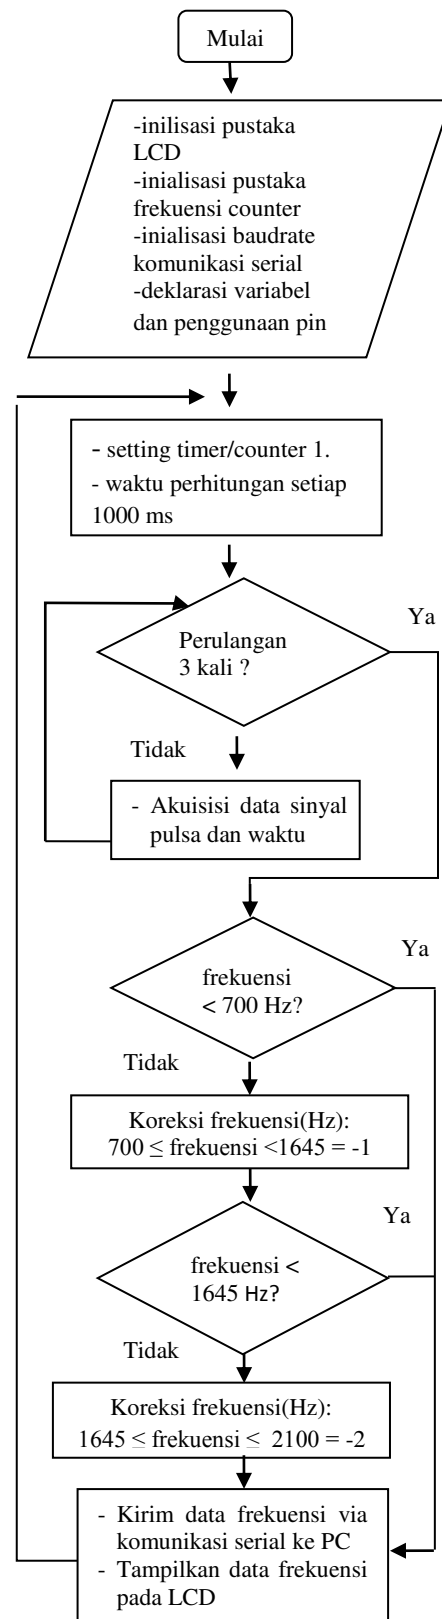 Mulai
-inilisasi pustaka
LCD
-inialisasi pustaka
frekuensi counter
-inialisasi baudrate
komunikasi serial
-deklarasi variabel
dan penggunaan pin
- setting timer/counter 1.
- waktu perhitungan setiap
1000 ms
Ya
Perulangan
3 kali ?
Tidak
- Akuisisi data sinyal
pulsa dan waktu
Ya
frekuensi
< 700 Hz?
Tidak
Koreksi frekuensi(Hz):
700 ≤ frekuensi <1645 = -1
Ya
frekuensi <
1645 Hz?
Tidak
Koreksi frekuensi(Hz):
1645 ≤ frekuensi ≤ 2100 = -2
- Kirim data frekuensi via
komunikasi serial ke PC
- Tampilkan data frekuensi
pada LCD